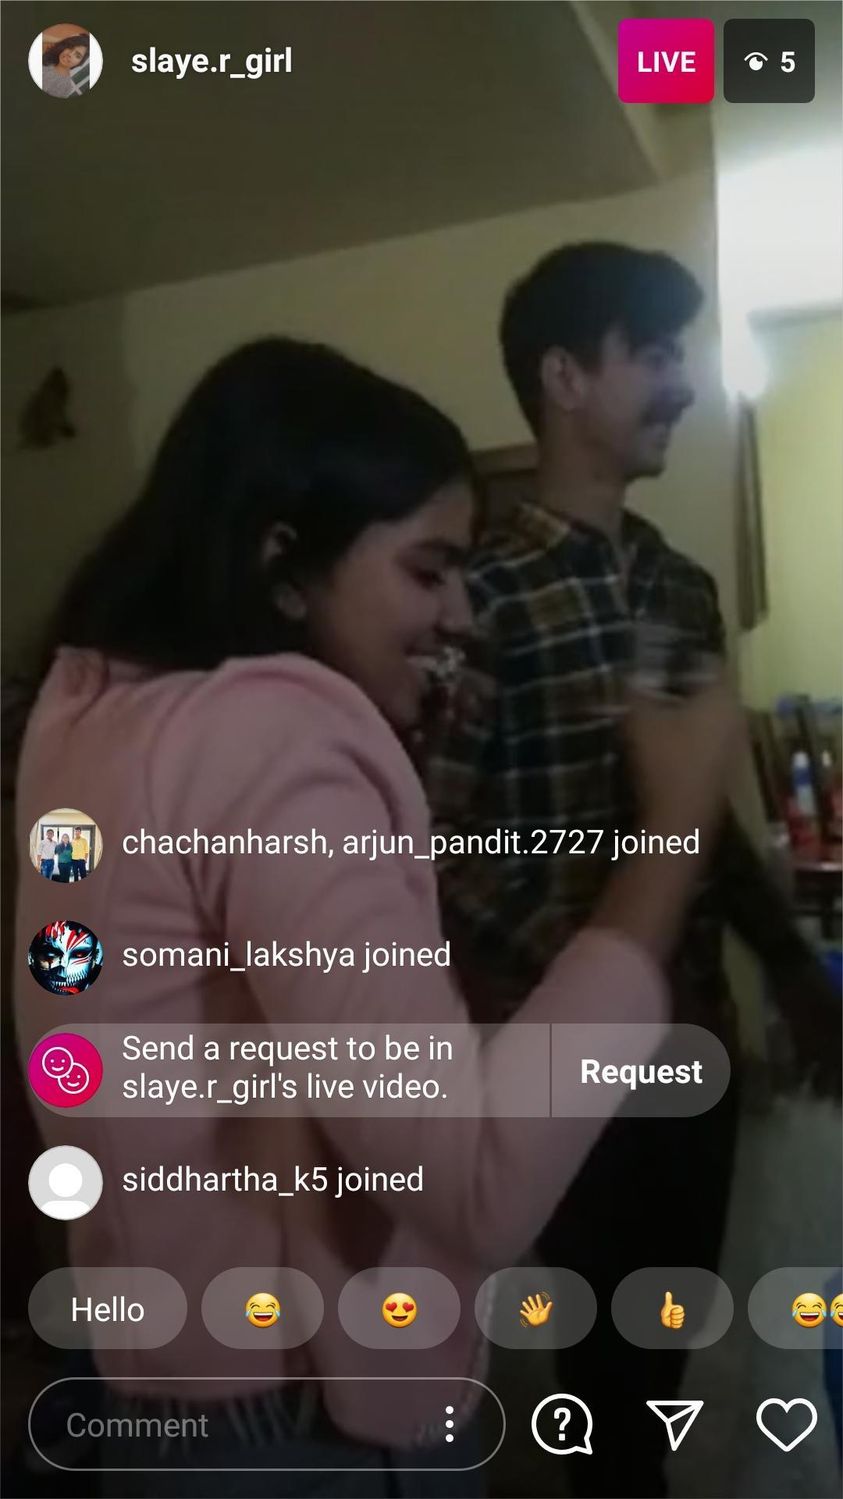 slaye.r_girl
LIVE
5
chachanharsh, arjun_pandit.2727 joined
somani_lakshya joined
Send a request to be in
slaye.r_girl's live video.
Request
siddhartha_k5 joined
Hello
Comment